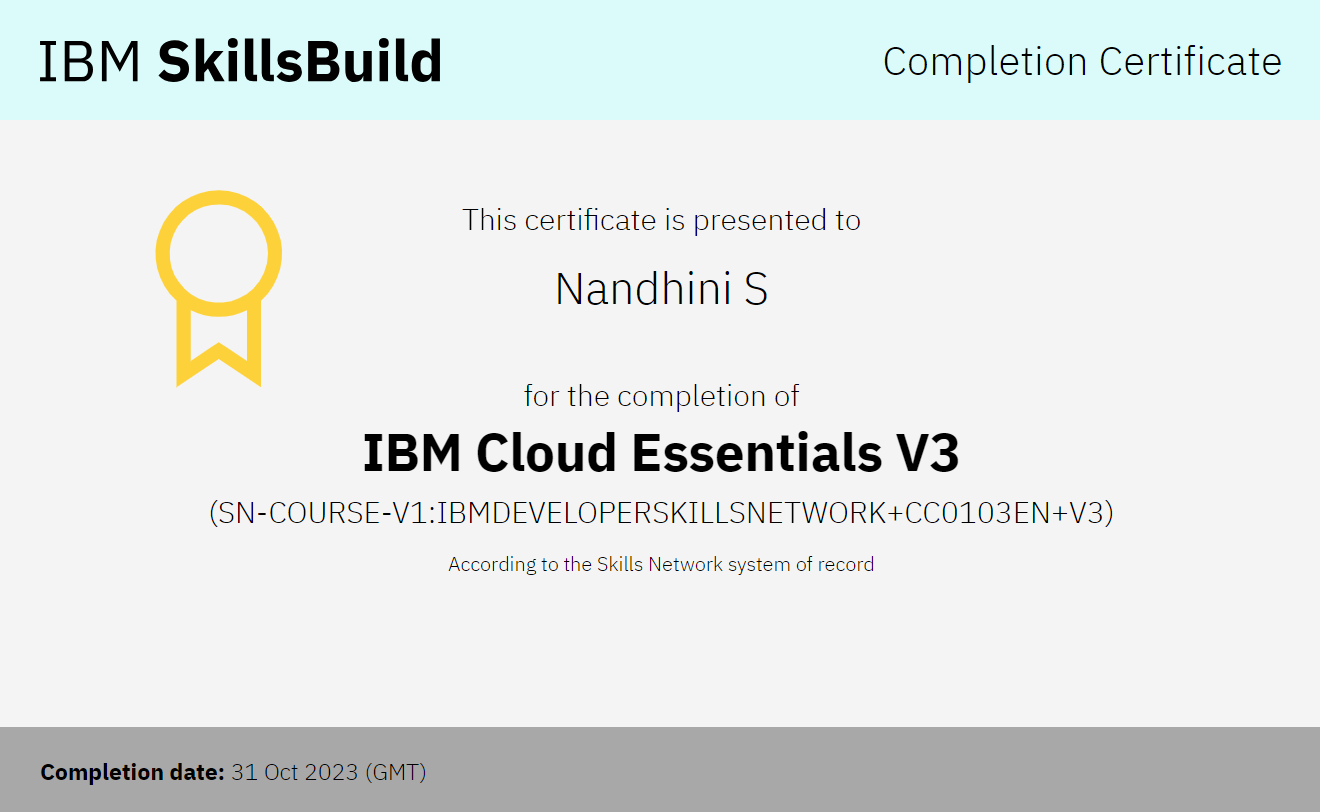 IBM SkillsBuild
Completion Certificate
This certificate is presented to
Nandhini S
for the completion of
IBM Cloud Essentials V3
(SN-COURSE-V1:IBMDEVELOPERSKILLSNETWORK+CC0103EN+V3)
According to the Skills Network system of record
Completion date: 31 Oct 2023 (GMT)